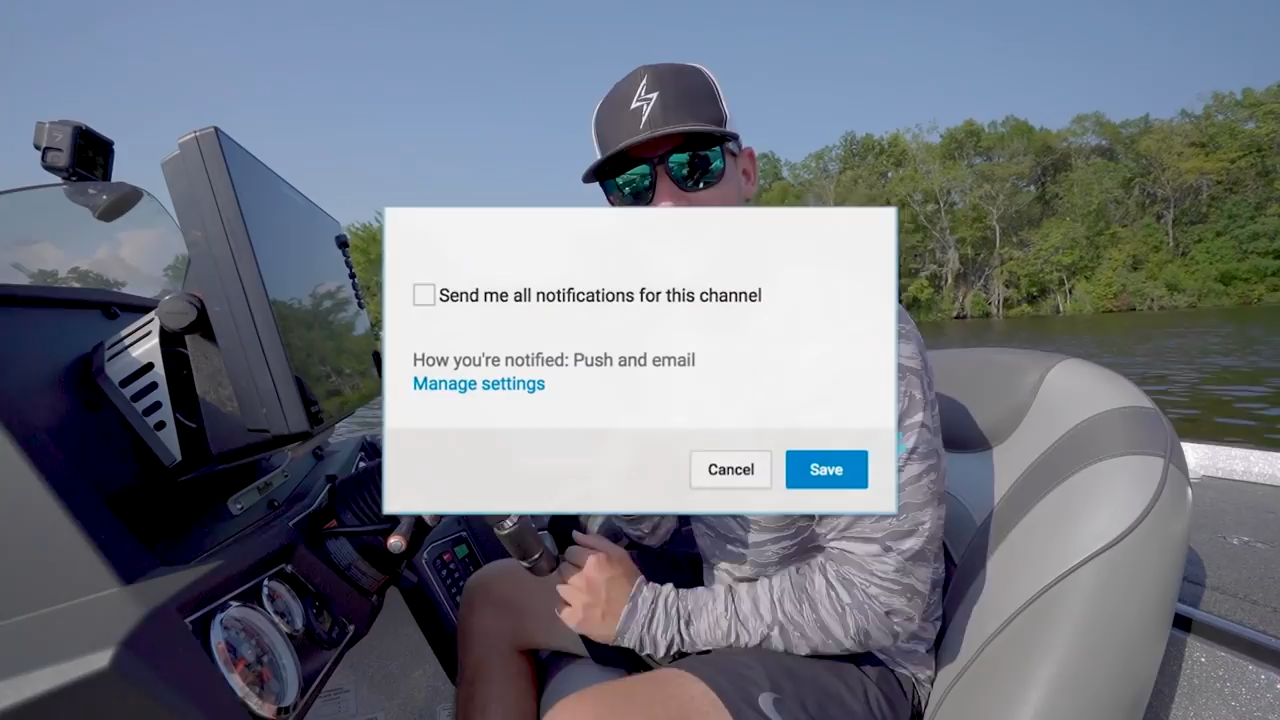 Send me all notifications for this channel
How you're notified: Push and email
Manage settings
Cancel
Save